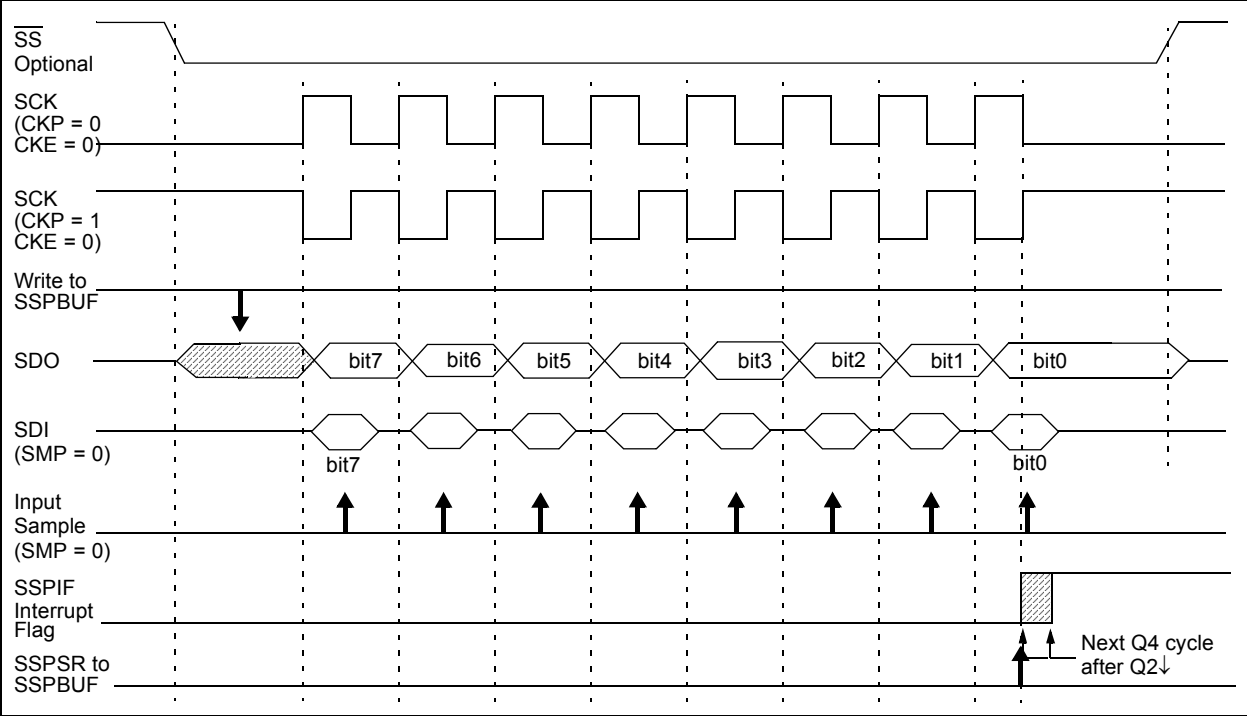 SS
Optional
SCK
(CKP = 0
CKE = 0)
SCK
(CKP = 1
CKE = 0)
Write to
SSPBUF
SDO bit7 bit6 bit5 bit4 bit3 bit2 bit1 bit0
SDI
(SMP = 0)
bit7 bit0
Input
Sample
(SMP = 0)
SSPIF
Interrupt
Flag
Next Q4 cycle
after Q2↓
SSPSR to
SSPBUF